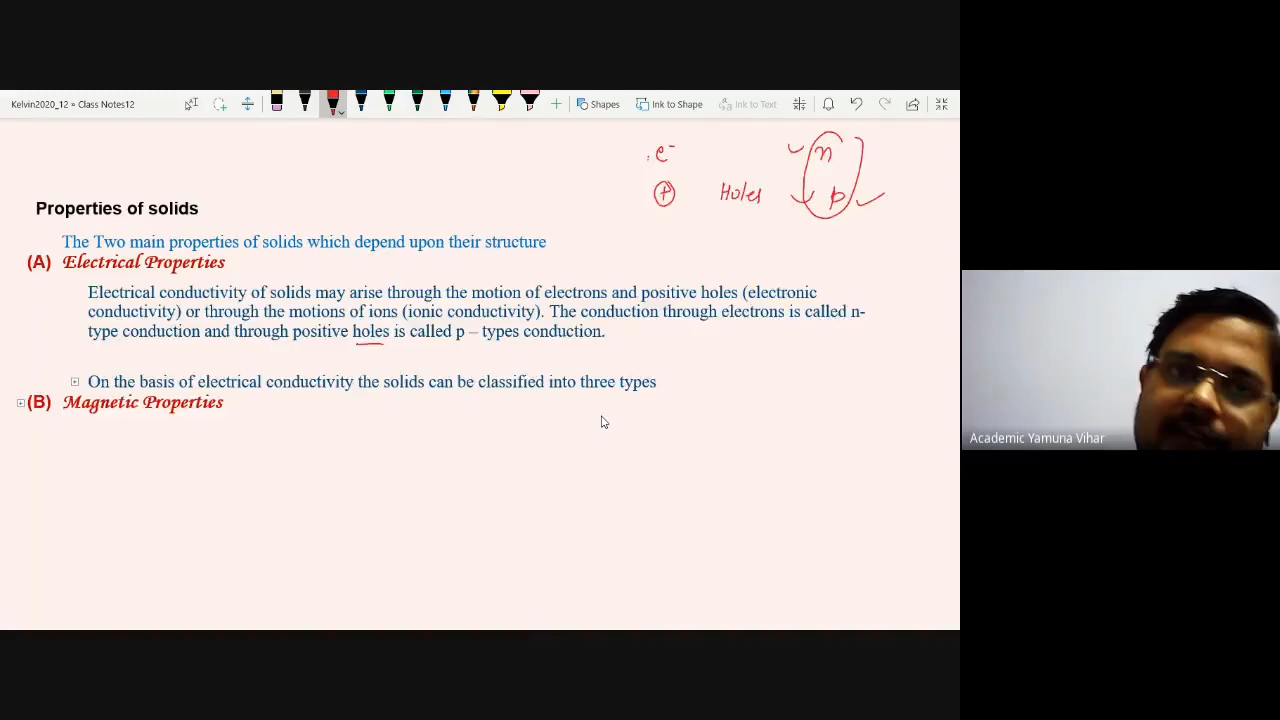 Kelvin2020_12 » Class Notes12
Shapes
Ink to Shape
Ink to Text
e⁻
n
+
Holes
p
Properties of solids
The Two main properties of solids which depend upon their structure
(A) Electrical Properties
Electrical conductivity of solids may arise through the motion of electrons and positive holes (electronic
conductivity) or through the motions of ions (ionic conductivity). The conduction through electrons is called n-
type conduction and through positive holes is called p – types conduction.
On the basis of electrical conductivity the solids can be classified into three types
(B) Magnetic Properties
Academic Yamuna Vihar